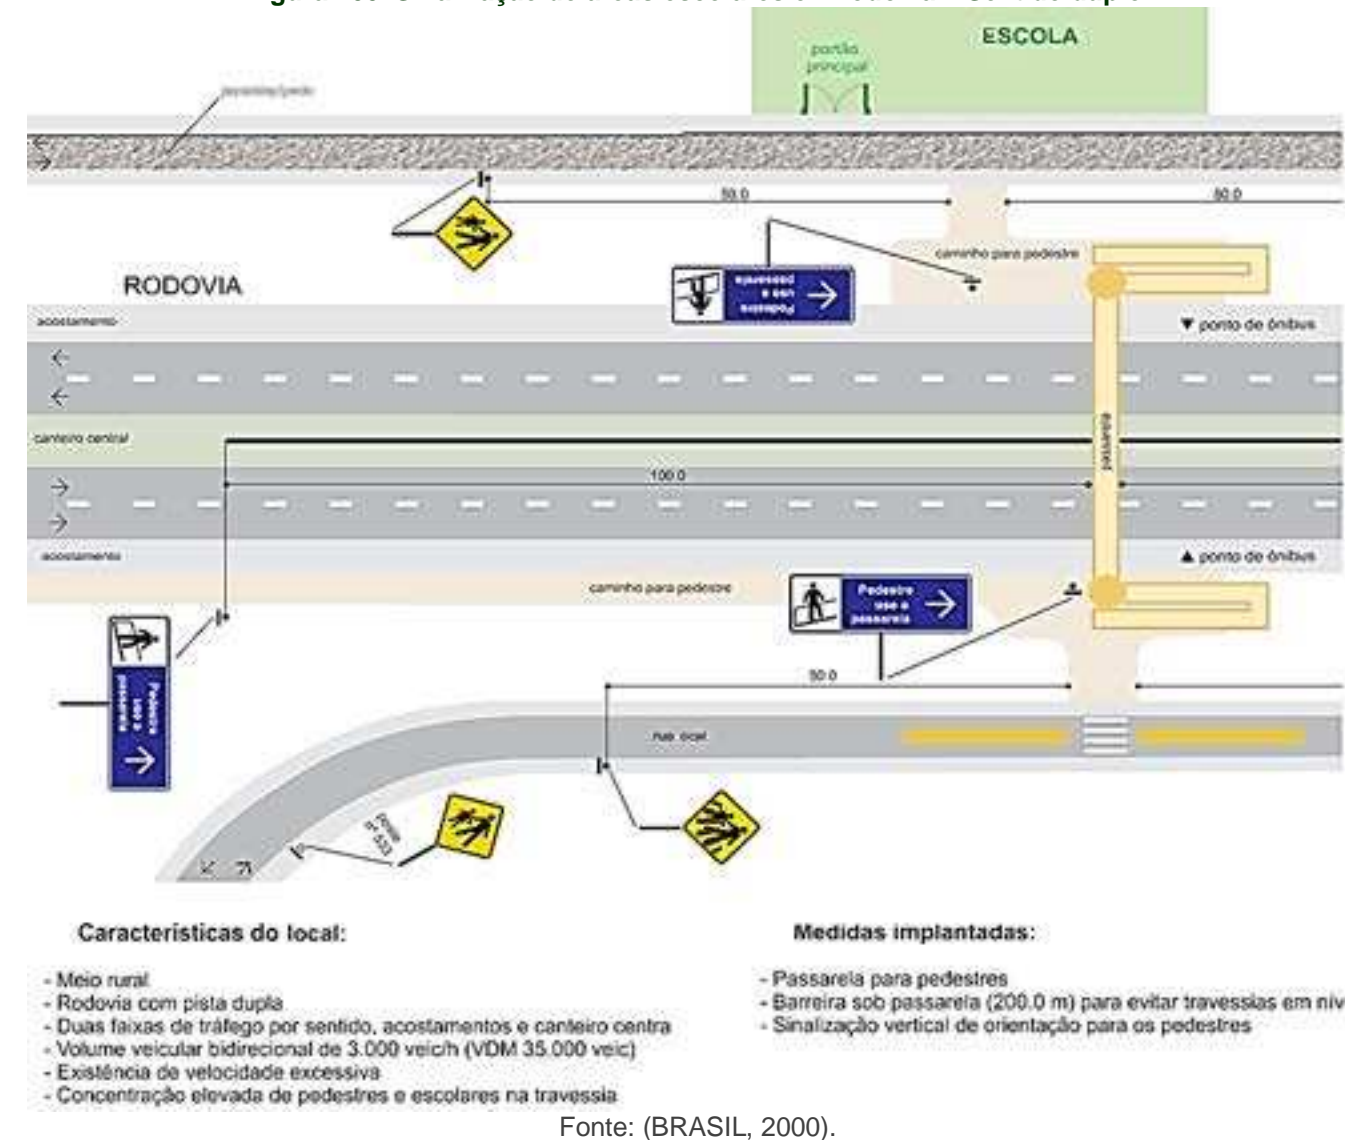 ESCOLA
portão
principal
50.0
50.0
caminho para pedestre
RODOVIA
Pedestre
use a
passarela
acostamento
ponto de ônibus
canteiro central
passarela
100.0
acostamento
ponto de ônibus
caminho para pedestre
Pedestre
use a
passarela
Pedestre
use a
passarela
50.0
rua local
poste
nº 533
Caracteristicas do local:
- Meio rural
- Rodovia com pista dupla
- Duas faixas de tráfego por sentido, acostamentos e canteiro centra
- Volume veicular bidirecional de 3.000 veic/h (VDM 35.000 veic)
- Existência de velocidade excessiva
- Concentração elevada de pedestres e escolares na travessia
Medidas implantadas:
- Passarela para pedestres
- Barreira sob passarela (200.0 m) para evitar travessias em nív
- Sinalização vertical de orientação para os pedestres
Fonte: (BRASIL, 2000).